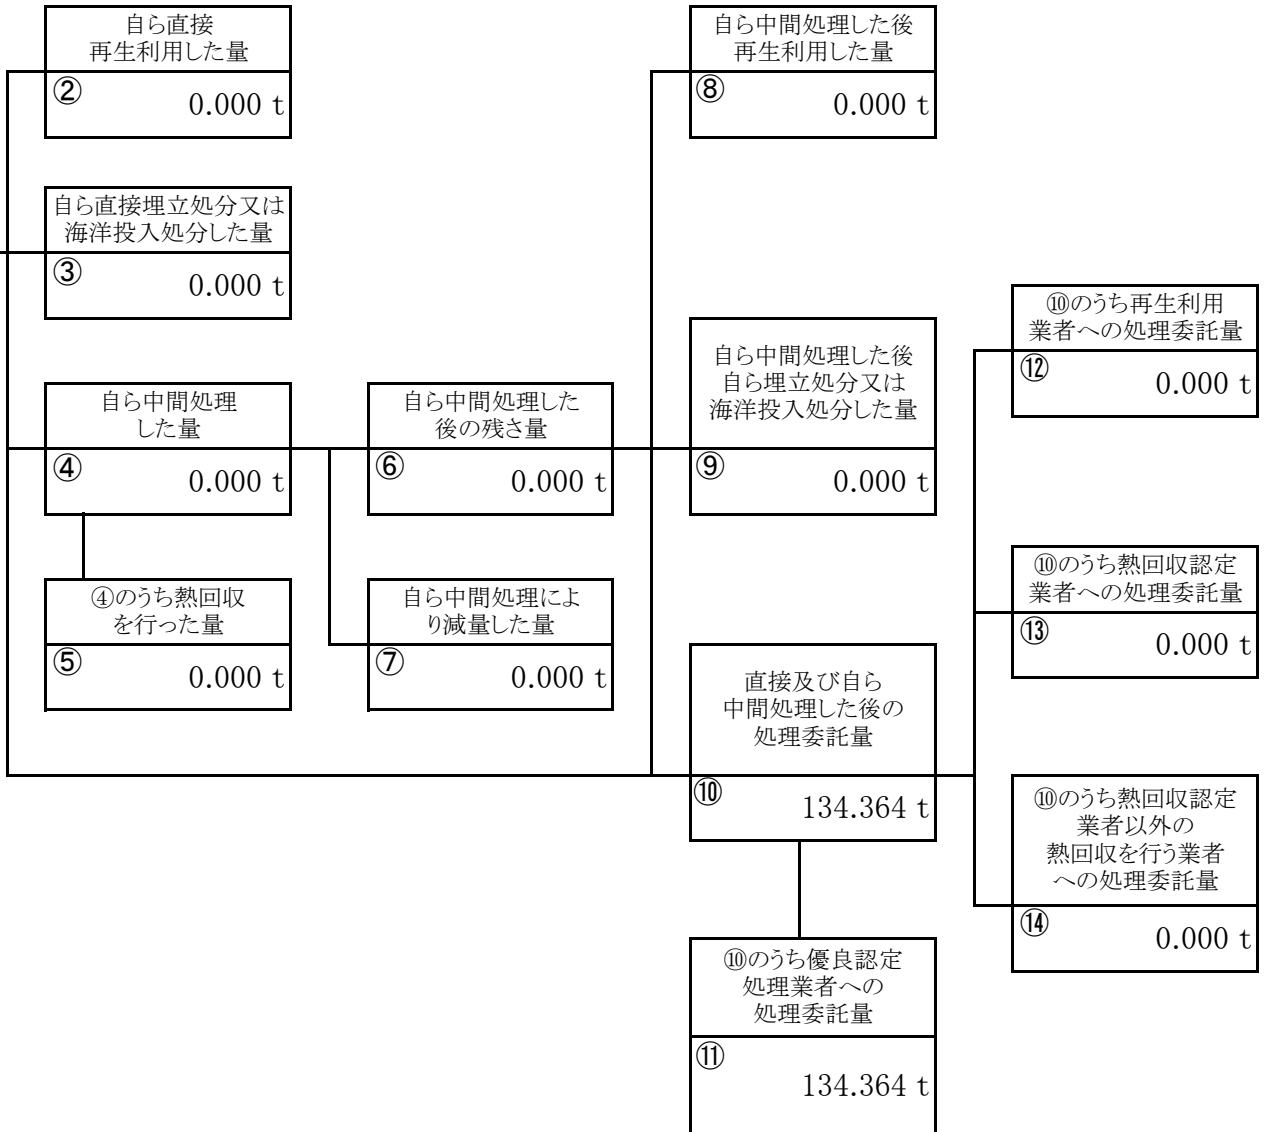 自ら直接
再生利用した量
②
0.000 t
自ら直接埋立処分又は
海洋投入処分した量
③
0.000 t
自ら中間処理
した量
④
0.000 t
④のうち熱回収
を行った量
⑤
0.000 t
自ら中間処理した
後の残さ量
⑥
0.000 t
自ら中間処理によ
り減量した量
⑦
0.000 t
自ら中間処理した後
再生利用した量
⑧
0.000 t
自ら中間処理した後
自ら埋立処分又は
海洋投入処分した量
⑨
0.000 t
直接及び自ら
中間処理した後の
処理委託量
⑩
134.364 t
⑩のうち優良認定
処理業者への
処理委託量
⑪
134.364 t
⑩のうち再生利用
業者への処理委託量
⑫
0.000 t
⑩のうち熱回収認定
業者への処理委託量
⑬
0.000 t
⑩のうち熱回収認定
業者以外の
熱回収を行う業者
への処理委託量
⑭
0.000 t